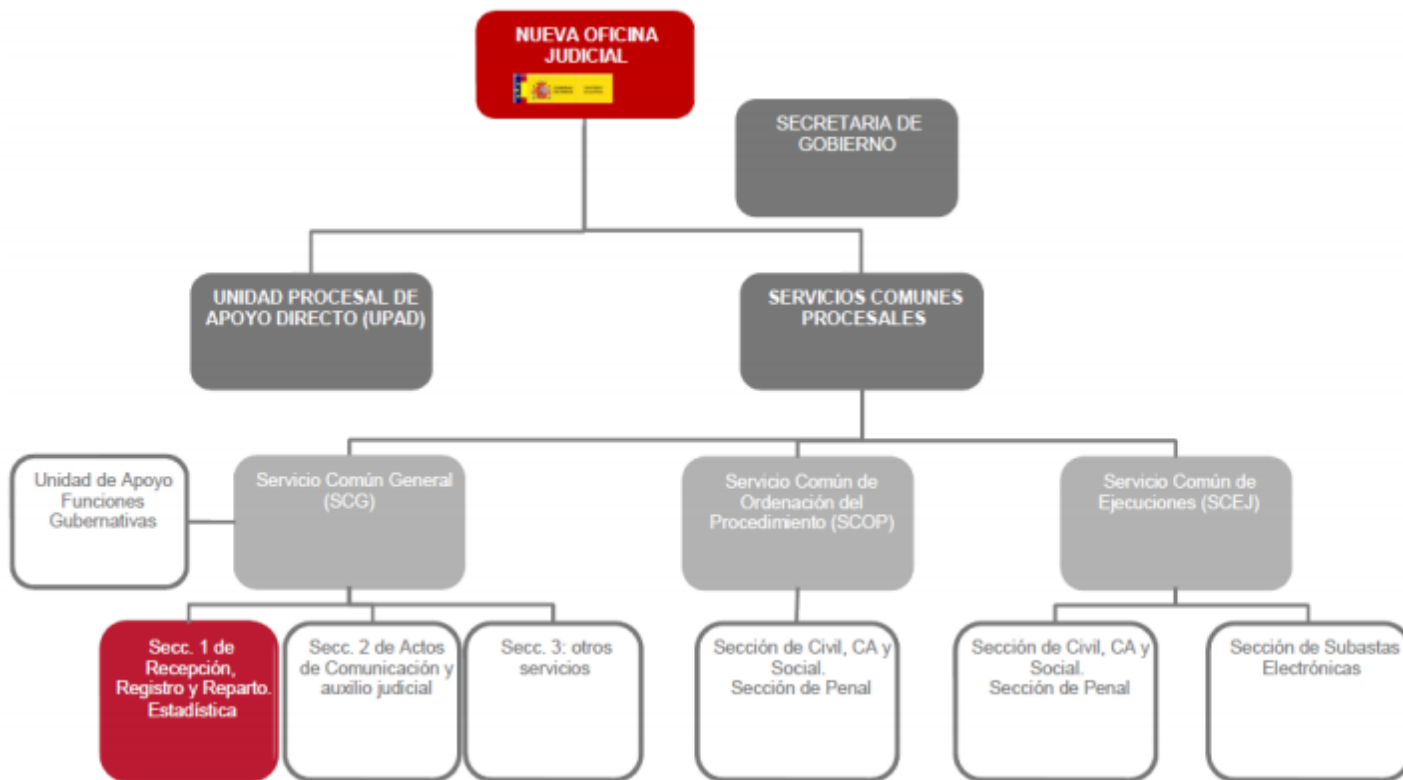 NUEVA OFICINA
JUDICIAL
SECRETARIA DE
GOBIERNO
UNIDAD PROCESAL DE
APOYO DIRECTO (UPAD)
SERVICIOS COMUNES
PROCESALES
Unidad de Apoyo
Funciones
Gubernativas
Servicio Común General
(SCG)
Servicio Común de
Ordenación del
Procedimiento (SCOP)
Servicio Común de
Ejecuciones (SCEJ)
Secc. 1 de
Recepción,
Registro y Reparto.
Estadística
Secc. 2 de Actos
de Comunicación y
auxilio judicial
Secc. 3: otros
servicios
Sección de Civil, CA y
Social.
Sección de Penal
Sección de Civil, CA y
Social.
Sección de Penal
Sección de Subastas
Electrónicas